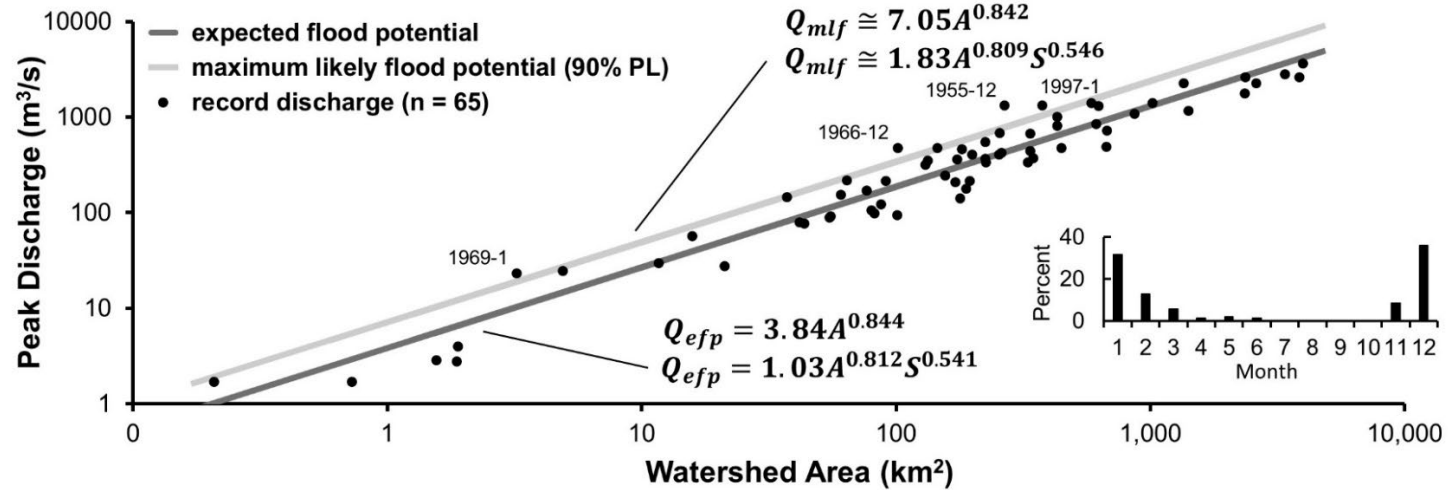 10000
1000
100
10
1
Peak Discharge (m³/s)
expected flood potential
maximum likely flood potential (90% PL)
record discharge (n = 65)
Q_mlf ≅ 7.05A^0.842
Q_mlf ≅ 1.83A^0.809 S^0.546
1955-12
1997-1
1966-12
1969-1
Q_efp = 3.84A^0.844
Q_efp = 1.03A^0.812 S^0.541
40
20
0
Percent
1 2 3 4 5 6 7 8 9 10 11 12
Month
0 1 10 100 1,000 10,000
Watershed Area (km²)